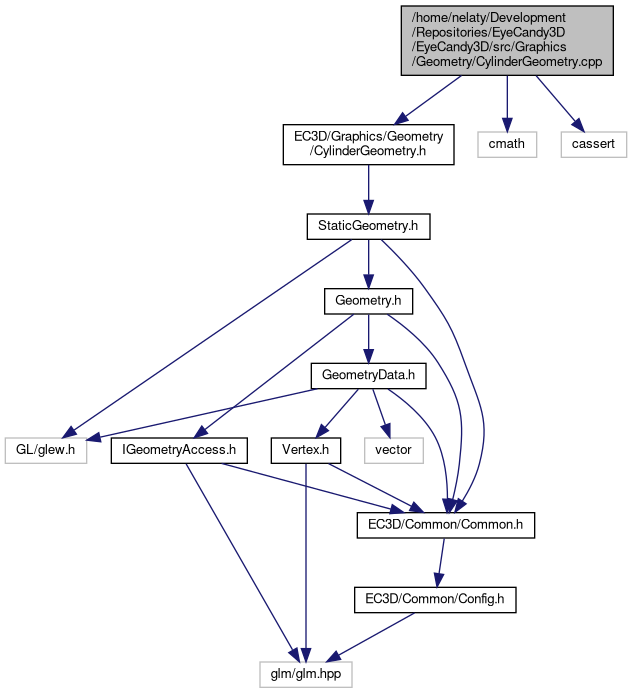 /home/nelaty/Development
/Repositories/EyeCandy3D
/EyeCandy3D/src/Graphics
/Geometry/CylinderGeometry.cpp
EC3D/Graphics/Geometry
/CylinderGeometry.h
cmath
cassert
StaticGeometry.h
Geometry.h
GeometryData.h
GL/glew.h
IGeometryAccess.h
Vertex.h
vector
EC3D/Common/Common.h
EC3D/Common/Config.h
glm/glm.hpp